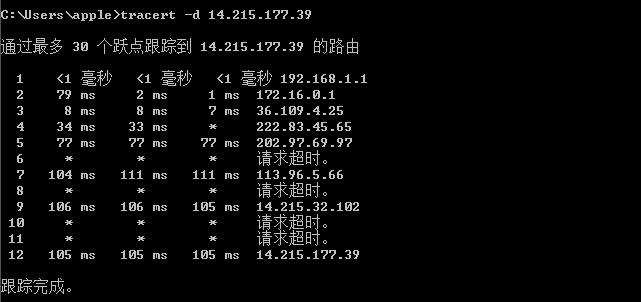 C:\Users\apple>tracert -d 14.215.177.39
通过最多 30 个跃点跟踪到 14.215.177.39 的路由
1 <1 毫秒 <1 毫秒 <1 毫秒 192.168.1.1
2 79 ms 2 ms 1 ms 172.16.0.1
3 8 ms 8 ms 7 ms 36.109.4.25
4 34 ms 33 ms * 222.83.45.65
5 77 ms 77 ms 77 ms 202.97.69.97
6 * * * 请求超时。
7 104 ms 111 ms 111 ms 113.96.5.66
8 * * * 请求超时。
9 106 ms 106 ms 105 ms 14.215.32.102
10 * * * 请求超时。
11 * * * 请求超时。
12 105 ms 105 ms 105 ms 14.215.177.39
跟踪完成。